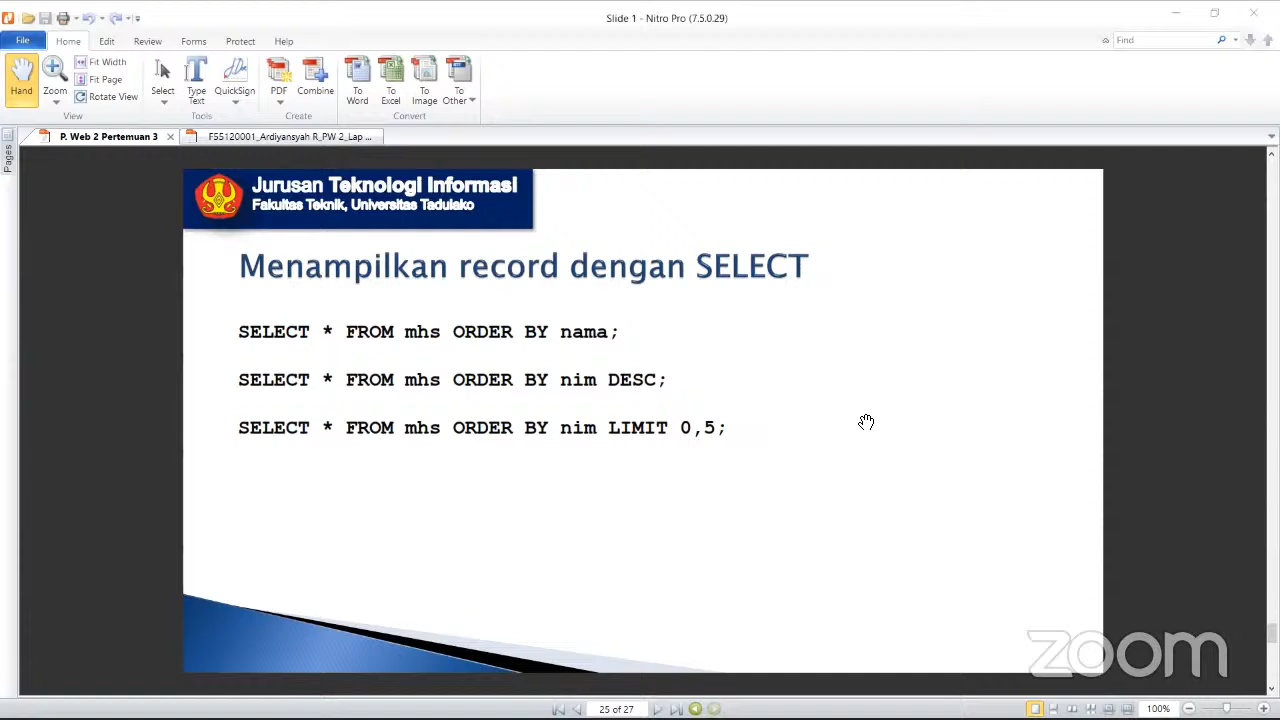 Slide 1 - Nitro Pro (7.5.0.29)
File Home Edit Review Forms Protect Help Find
Hand Zoom Fit Width Fit Page Rotate View Select Type Text QuickSign PDF Combine To Word To Excel To Image To Other
View Tools Create Convert
P. Web 2 Pertemuan 3 F55120001_Ardiyansyah R_PW 2_Lap ...
Pages
Jurusan Teknologi Informasi
Fakultas Teknik, Universitas Tadulako
Menampilkan record dengan SELECT
SELECT * FROM mhs ORDER BY nama;
SELECT * FROM mhs ORDER BY nim DESC;
SELECT * FROM mhs ORDER BY nim LIMIT 0,5;
zoom
25 of 27 100%